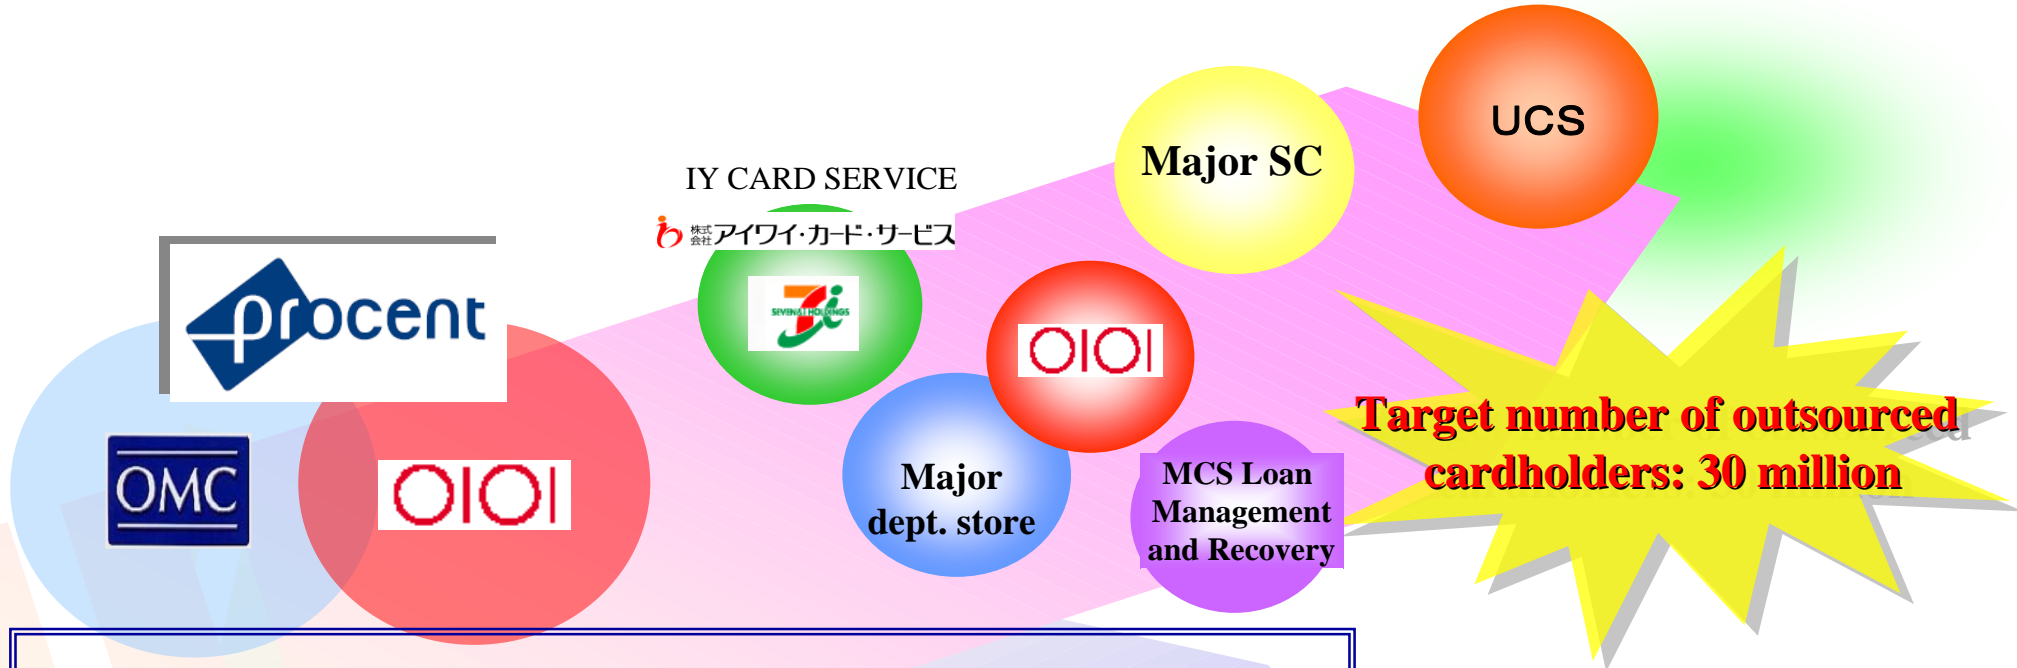 UCS
Major SC
IY CARD SERVICE
株式会社アイワイ・カード・サービス
procent
SEVEN & I HOLDINGS
OIOI
OMC
OIOI
Major
dept. store
MCS Loan
Management
and Recovery
Target number of outsourced
cardholders: 30 million